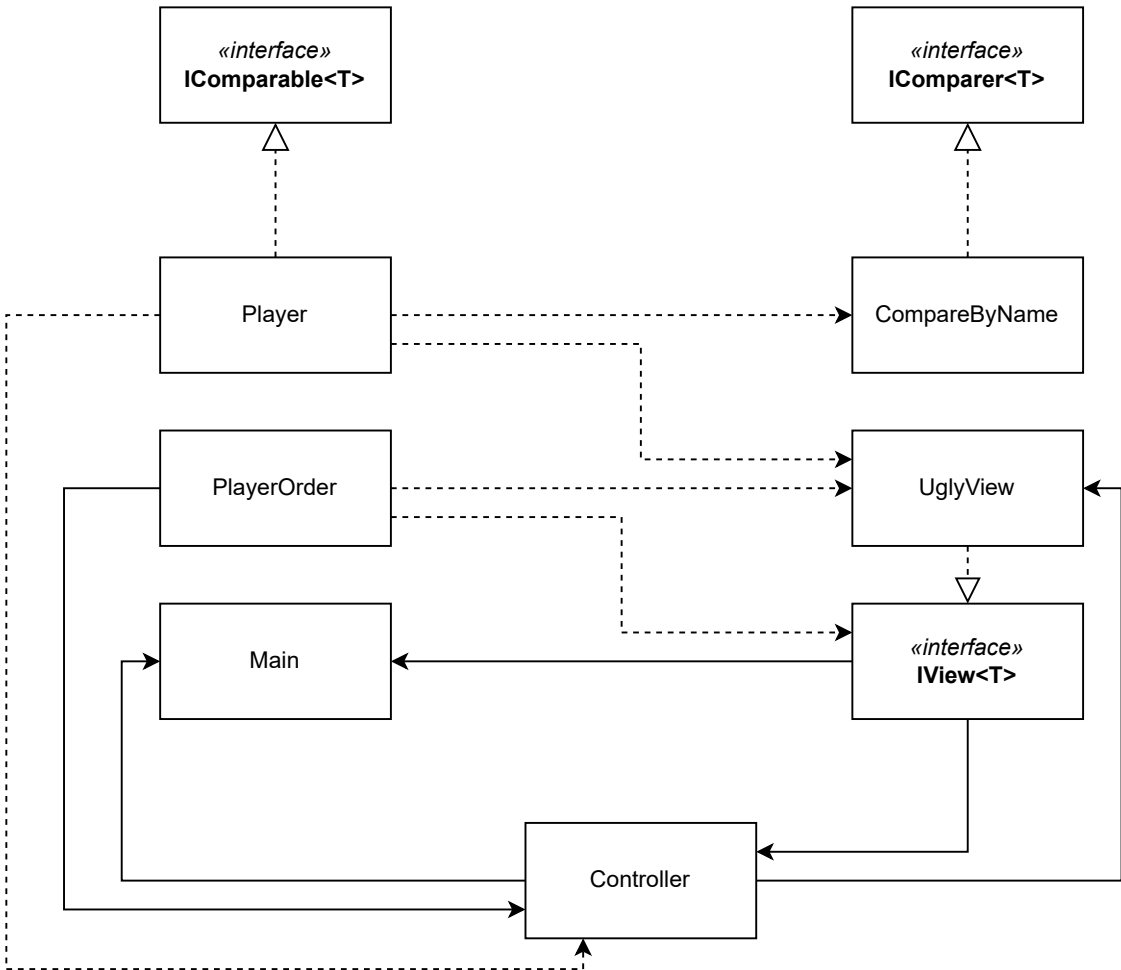 «interface»
IComparable<T>
«interface»
IComparer<T>
Player
CompareByName
PlayerOrder
UglyView
Main
«interface»
IView<T>
Controller